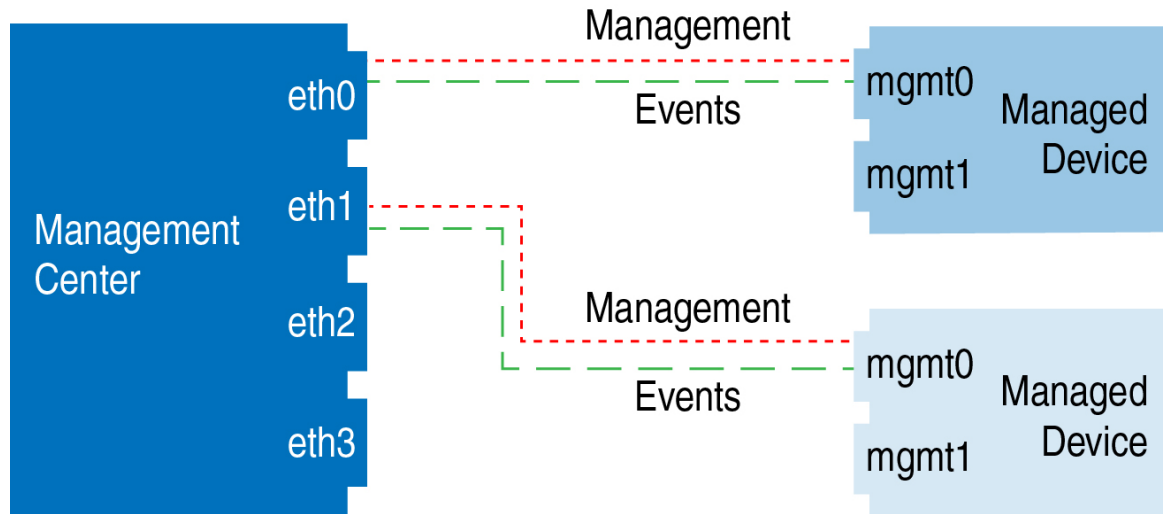 Management
Center
eth0
eth1
eth2
eth3
Management
Events
mgmt0
mgmt1
Managed
Device
Management
Events
mgmt0
mgmt1
Managed
Device